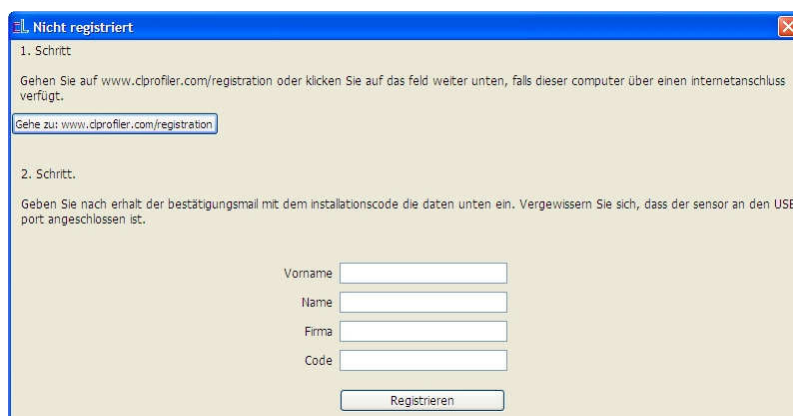 Nicht registriert
1. Schritt
Gehen Sie auf www.clprofiler.com/registration oder klicken Sie auf das feld weiter unten, falls dieser computer über einen internetanschluss
verfügt.
Gehe zu: www.clprofiler.com/registration
2. Schritt.
Geben Sie nach erhalt der bestätigungsmail mit dem installationscode die daten unten ein. Vergewissern Sie sich, dass der sensor an den USB
port angeschlossen ist.
Vorname
Name
Firma
Code
Registrieren